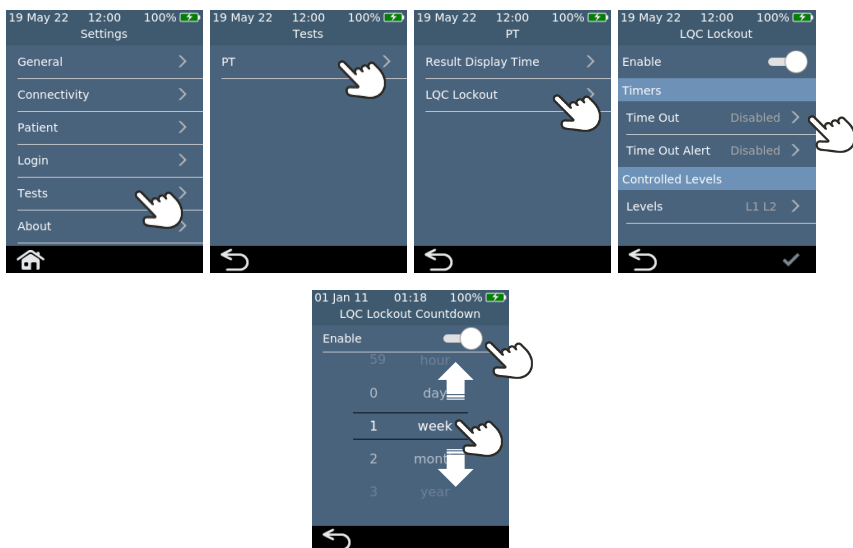 19 May 22 12:00 100%
Settings
General
Connectivity
Patient
Login
Tests
About
19 May 22 12:00 100%
Tests
PT
19 May 22 12:00 100%
PT
Result Display Time
LQC Lockout
19 May 22 12:00 100%
LQC Lockout
Enable
Timers
Time Out Disabled
Time Out Alert Disabled
Controlled Levels
Levels L1 L2
01 Jan 11 01:18 100%
LQC Lockout Countdown
Enable
59 hour
0 day
1 week
2 month
3 year